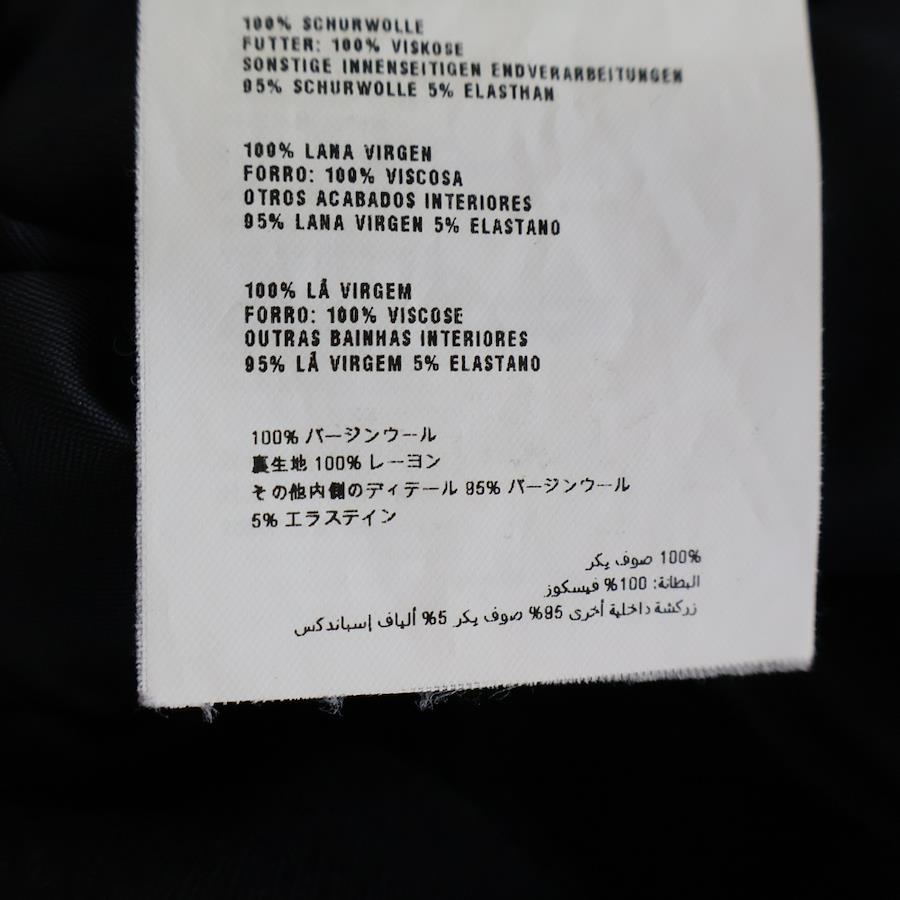 100% SCHURWOLLE
FUTTER: 100% VISKOSE
SONSTIGE INNENSEITIGEN ENDVERARBEITUNGEN
95% SCHURWOLLE 5% ELASTHAN
100% LANA VIRGEN
FORRO: 100% VISCOSA
OTROS ACABADOS INTERIORES
95% LANA VIRGEN 5% ELASTANO
100% LÃ VIRGEM
FORRO: 100% VISCOSE
OUTRAS BAINHAS INTERIORES
95% LÃ VIRGEM 5% ELASTANO
100% バージンウール
裏生地 100% レーヨン
その他内側のディテール 95% バージンウール
5% エラステイン
100% صوف بكر
البطانة: 100% فيسكوز
زركشة داخلية أخرى 95% صوف بكر 5% ألياف إسباندكس